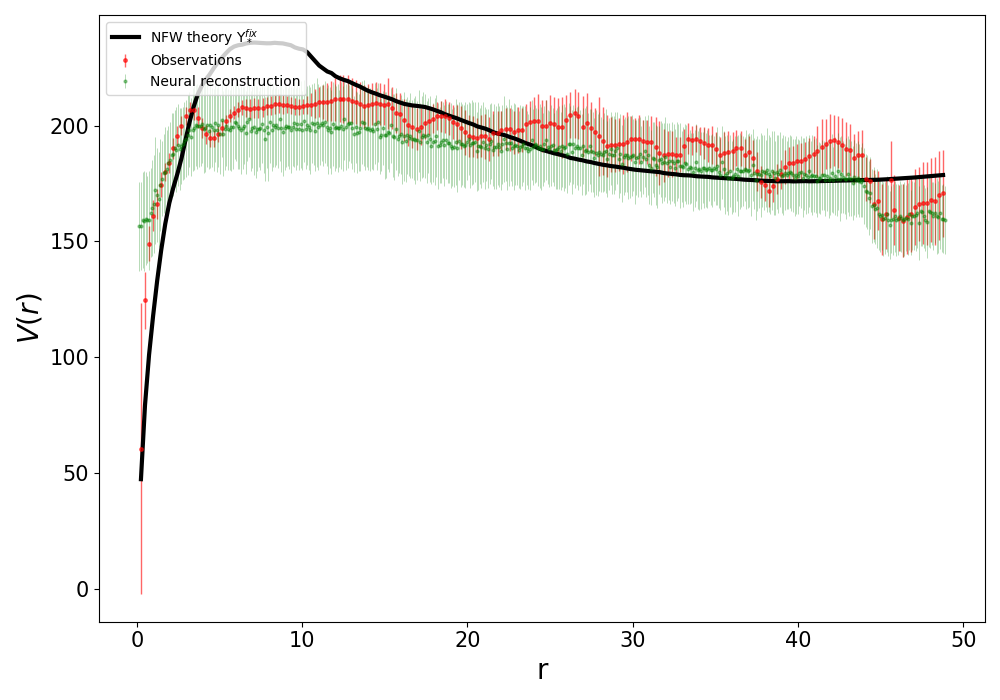 NFW theory Υ*^fix
Observations
Neural reconstruction
V(r)
200
150
100
50
0
0 10 20 30 40 50
r